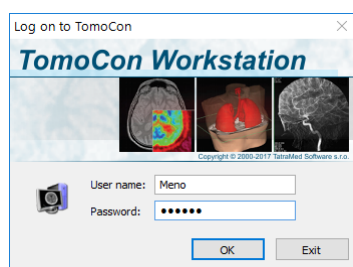 Log on to TomoCon
TomoCon Workstation
Copyright © 2000-2017 TatraMed Software s.r.o.
User name: Meno
Password: ••••••
OK Exit